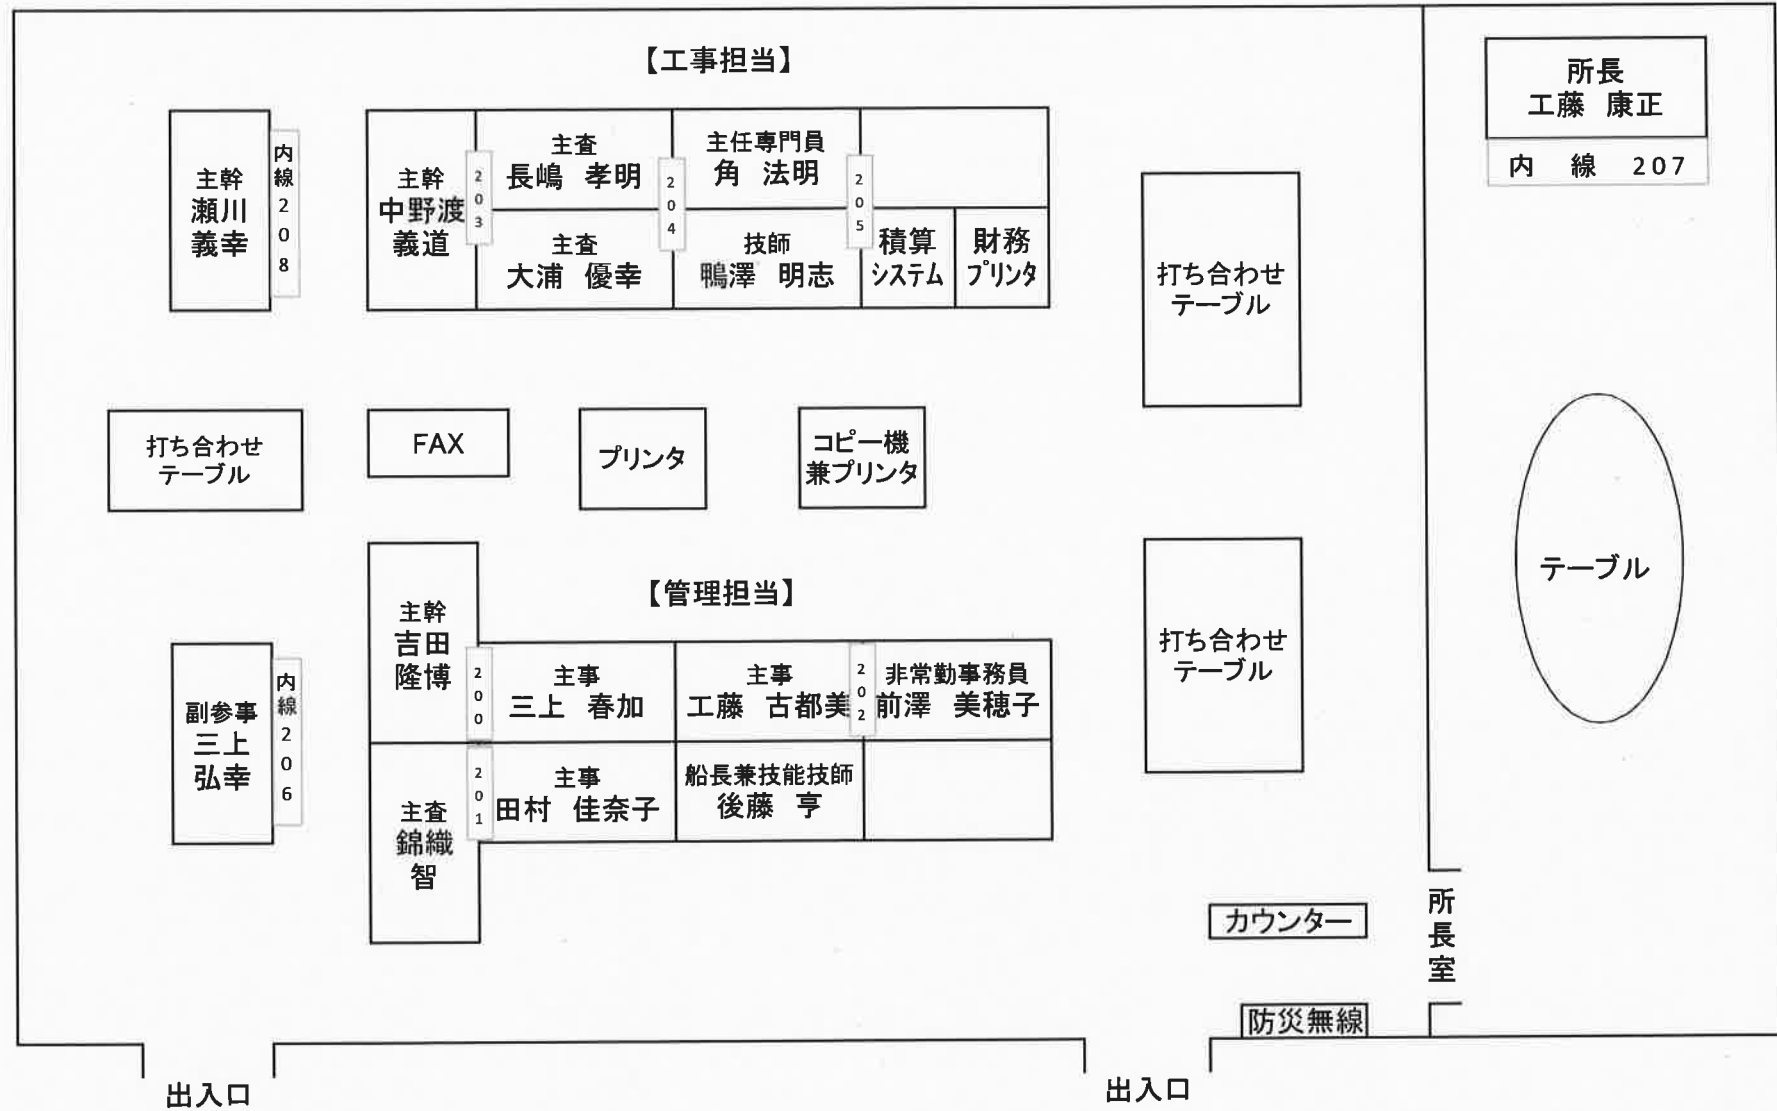 【工事担当】
所長
工藤 康正
内 線 207
主幹
瀬川
義幸
内線208
主幹
中野渡
義道
203
主査
長嶋 孝明
204
主任専門員
角 法明
205
主査
大浦 優幸
技師
鴨澤 明志
積算
システム
財務
プリンタ
打ち合わせ
テーブル
打ち合わせ
テーブル
FAX
プリンタ
コピー機
兼プリンタ
テーブル
【管理担当】
主幹
吉田
隆博
200
主事
三上 春加
主事
工藤 古都美
202
非常勤事務員
前澤 美穂子
打ち合わせ
テーブル
副参事
三上
弘幸
内線206
主査
錦織
智
201
主事
田村 佳奈子
船長兼技能技師
後藤 亨
カウンター
所長室
防災無線
出入口
出入口